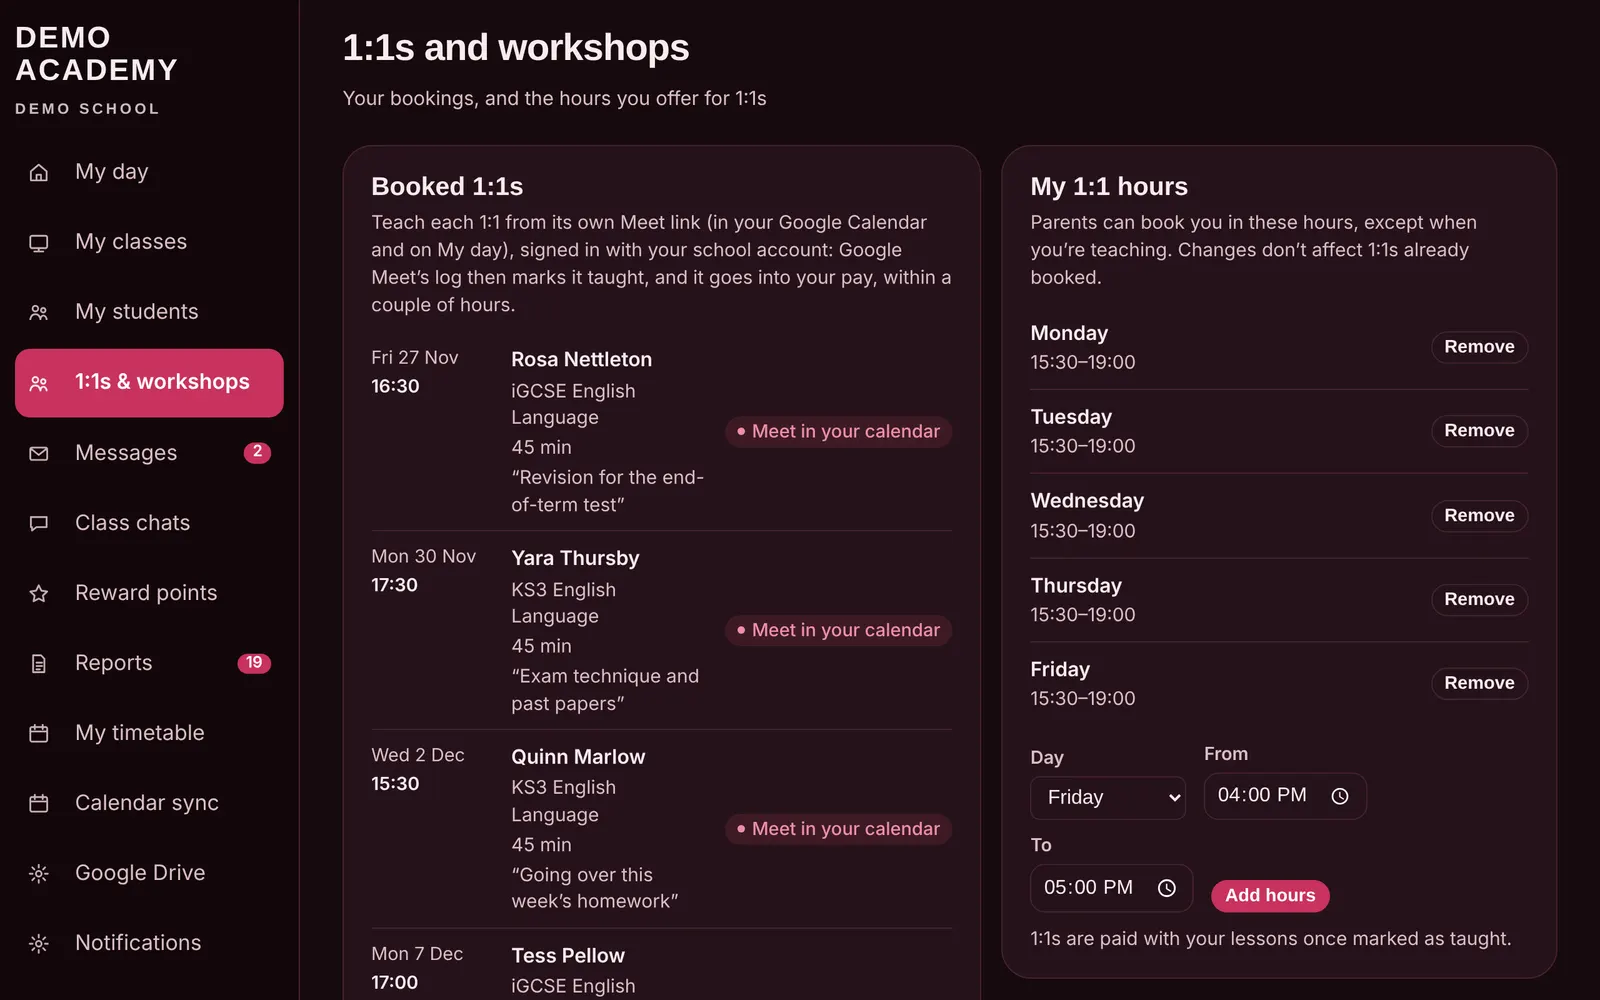 DEMO
ACADEMY
DEMO SCHOOL
My day
My classes
My students
1:1s & workshops
Messages
2
Class chats
Reward points
Reports
19
My timetable
Calendar sync
Google Drive
Notifications
1:1s and workshops
Your bookings, and the hours you offer for 1:1s
Booked 1:1s
Teach each 1:1 from its own Meet link (in your Google Calendar
and on My day), signed in with your school account: Google
Meet’s log then marks it taught, and it goes into your pay, within a
couple of hours.
Fri 27 Nov
16:30
Rosa Nettleton
iGCSE English
Language
45 min
“Revision for the end-
of-term test”
Meet in your calendar
Mon 30 Nov
17:30
Yara Thursby
KS3 English
Language
45 min
“Exam technique and
past papers”
Meet in your calendar
Wed 2 Dec
15:30
Quinn Marlow
KS3 English
Language
45 min
“Going over this
week’s homework”
Meet in your calendar
Mon 7 Dec
17:00
Tess Pellow
iGCSE English
My 1:1 hours
Parents can book you in these hours, except when
you’re teaching. Changes don’t affect 1:1s already
booked.
Monday
15:30–19:00
Remove
Tuesday
15:30–19:00
Remove
Wednesday
15:30–19:00
Remove
Thursday
15:30–19:00
Remove
Friday
15:30–19:00
Remove
Day
Friday
From
04:00 PM
To
05:00 PM
Add hours
1:1s are paid with your lessons once marked as taught.